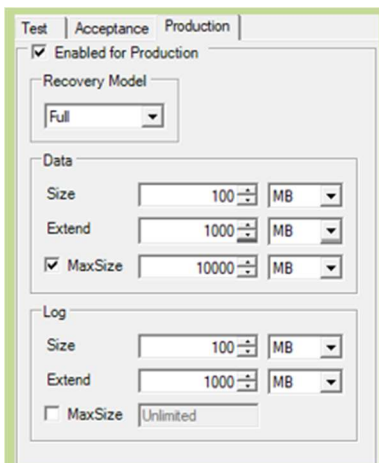 Test Acceptance Production
Enabled for Production
Recovery Model
Full
Data
Size 100 MB
Extend 1000 MB
MaxSize 10000 MB
Log
Size 100 MB
Extend 1000 MB
MaxSize Unlimited